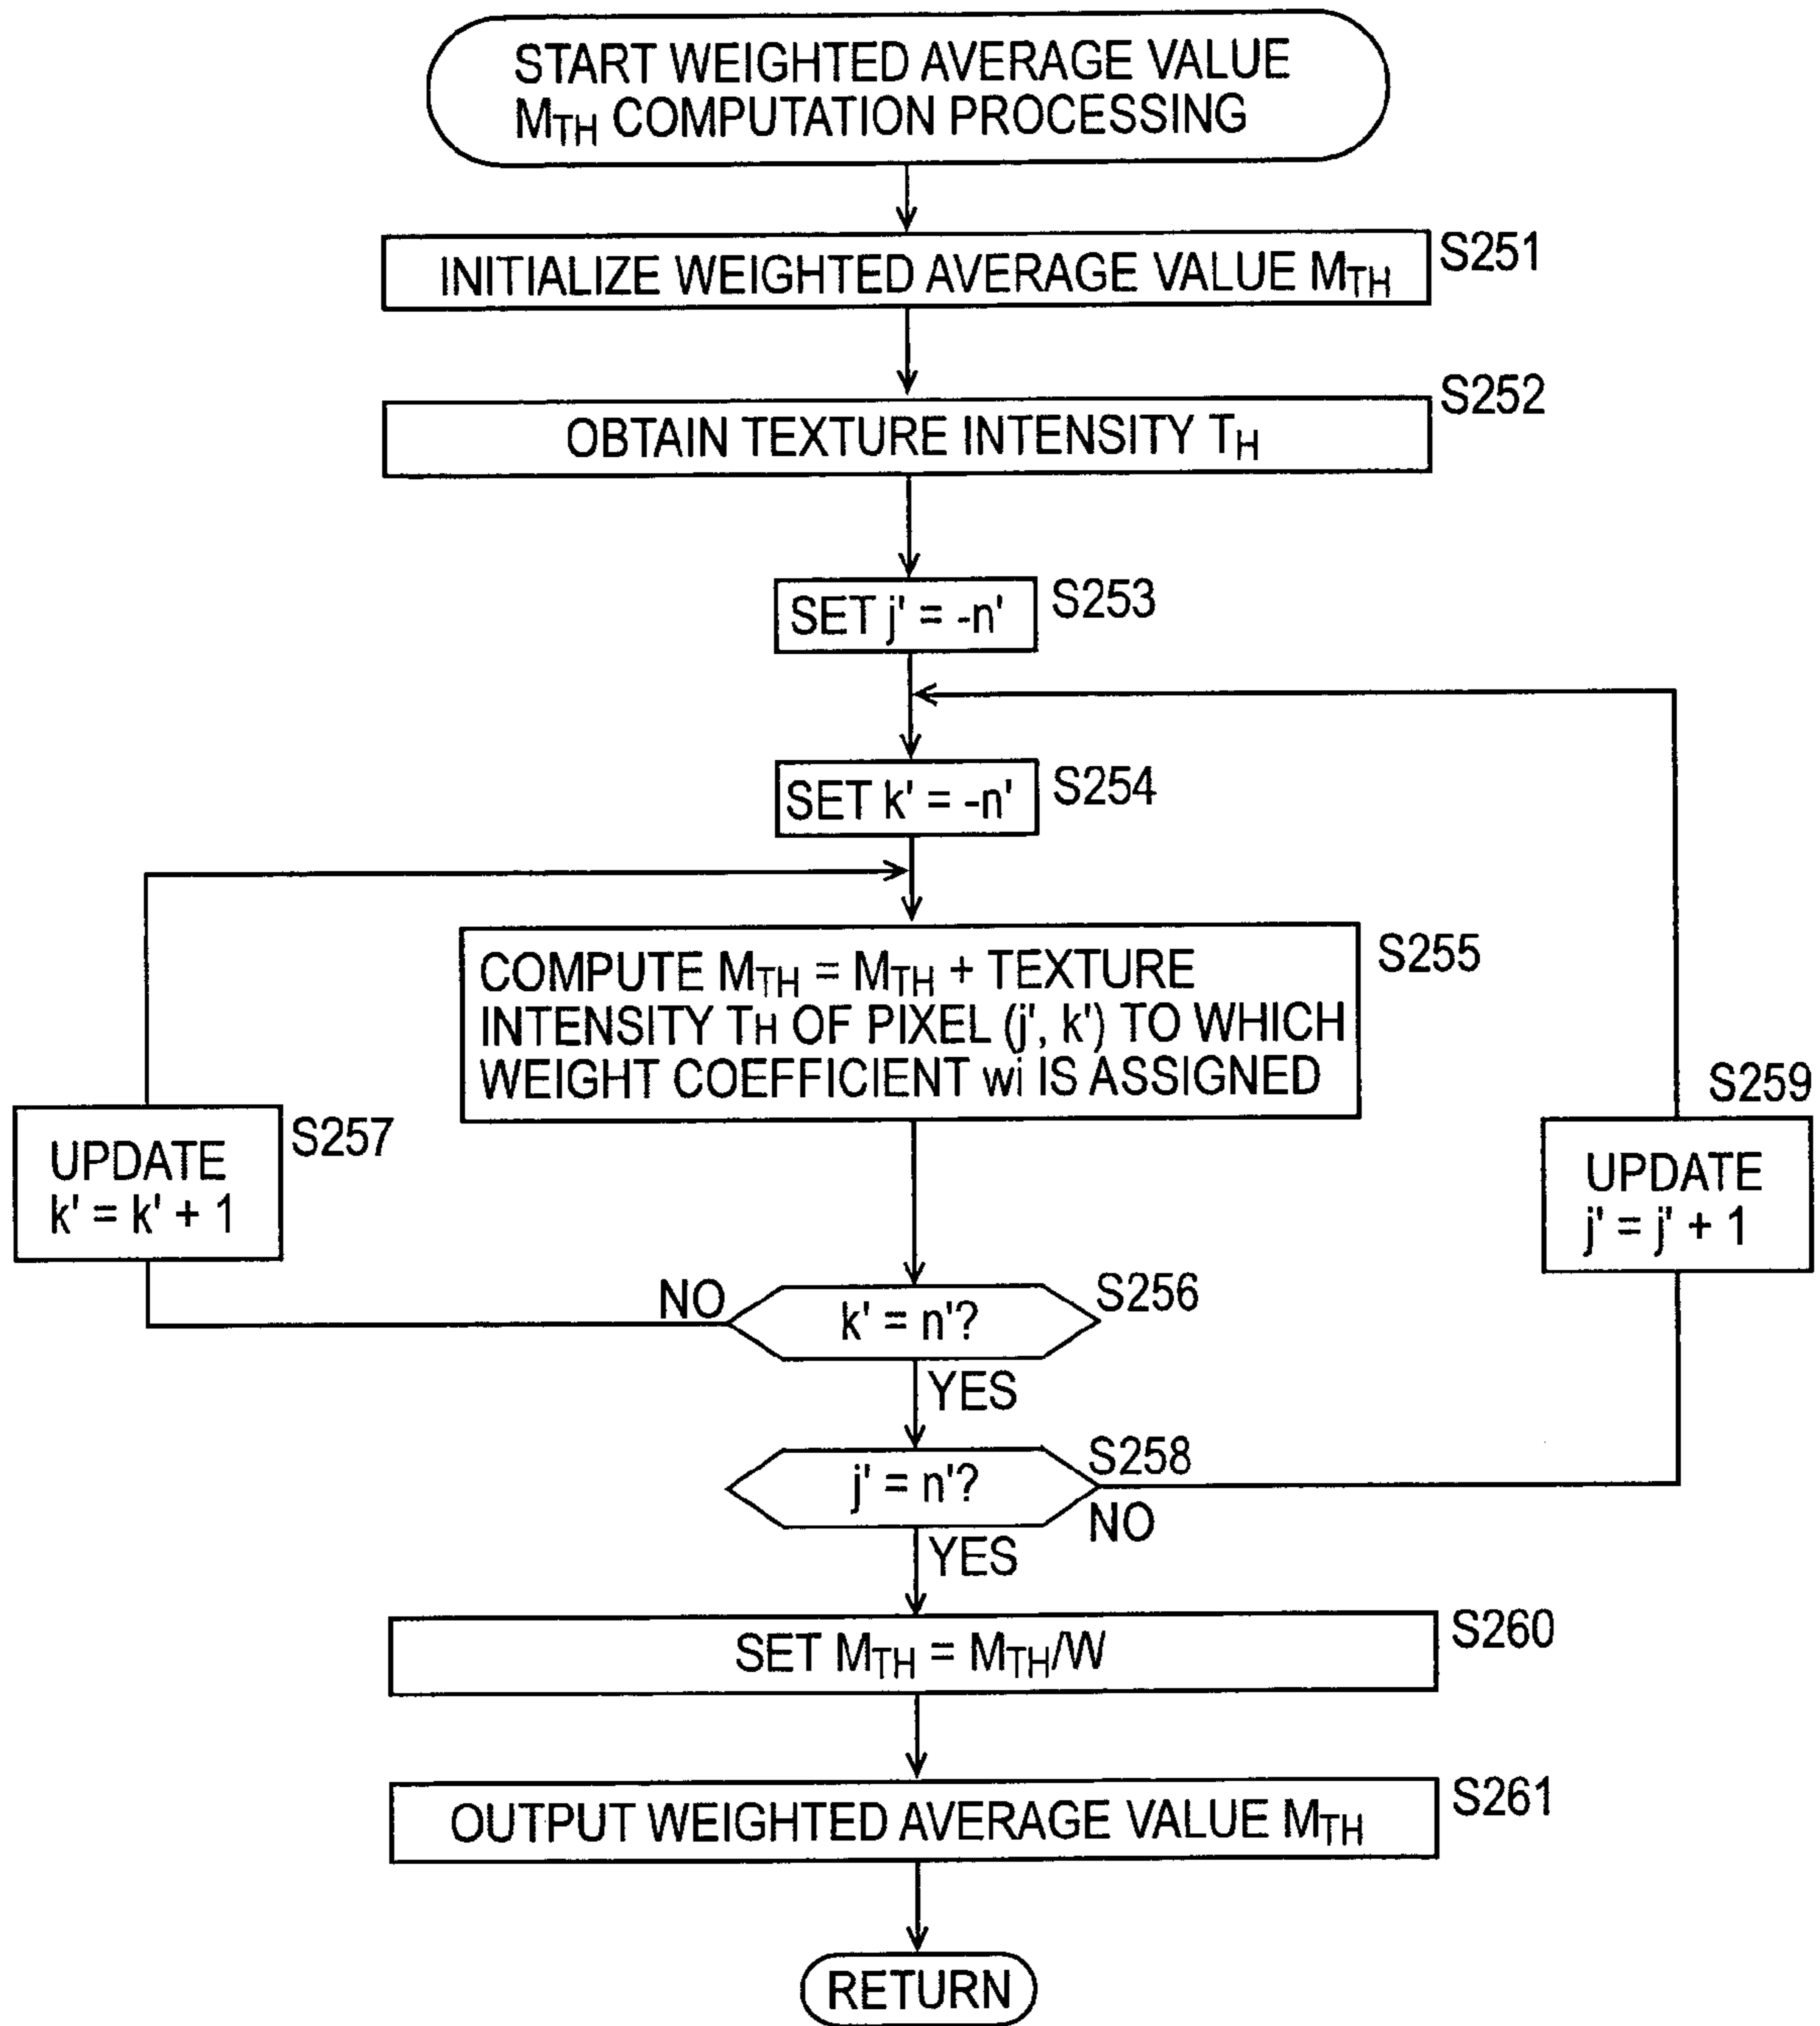 START WEIGHTED AVERAGE VALUE
MTH COMPUTATION PROCESSING
INITIALIZE WEIGHTED AVERAGE VALUE MTH
S251
OBTAIN TEXTURE INTENSITY TH
S252
SET j' = -n'
S253
SET k' = -n'
S254
COMPUTE MTH = MTH + TEXTURE
INTENSITY TH OF PIXEL (j', k') TO WHICH
WEIGHT COEFFICIENT wi IS ASSIGNED
S255
UPDATE
k' = k' + 1
S257
UPDATE
j' = j' + 1
S259
NO
k' = n'?
S256
YES
j' = n'?
S258
NO
YES
SET MTH = MTH/W
S260
OUTPUT WEIGHTED AVERAGE VALUE MTH
S261
RETURN